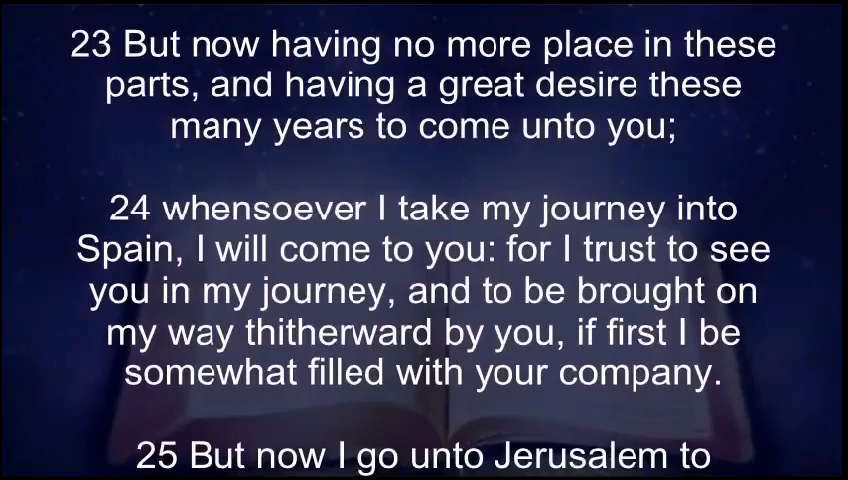 23 But now having no more place in these
parts, and having a great desire these
many years to come unto you;
24 whensoever I take my journey into
Spain, I will come to you: for I trust to see
you in my journey, and to be brought on
my way thitherward by you, if first I be
somewhat filled with your company.
25 But now I go unto Jerusalem to